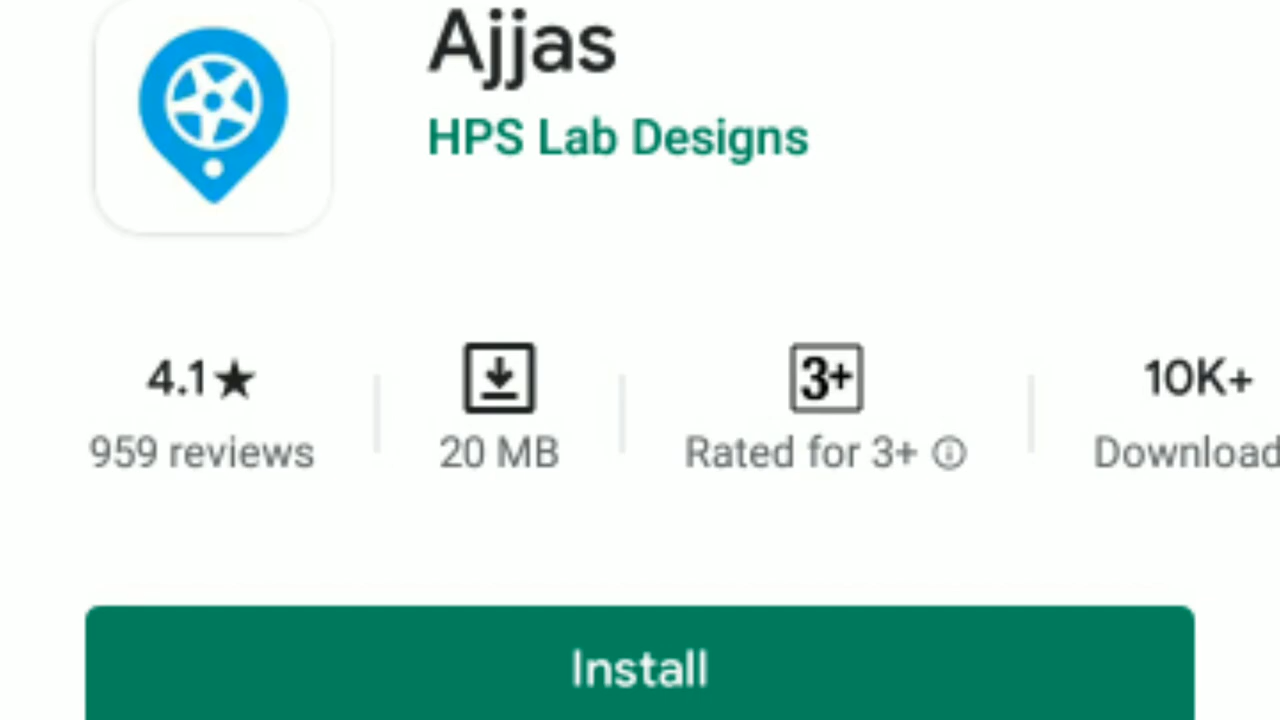 Ajjas
HPS Lab Designs
4.1★
959 reviews
20 MB
3+
Rated for 3+
10K+
Download
Install